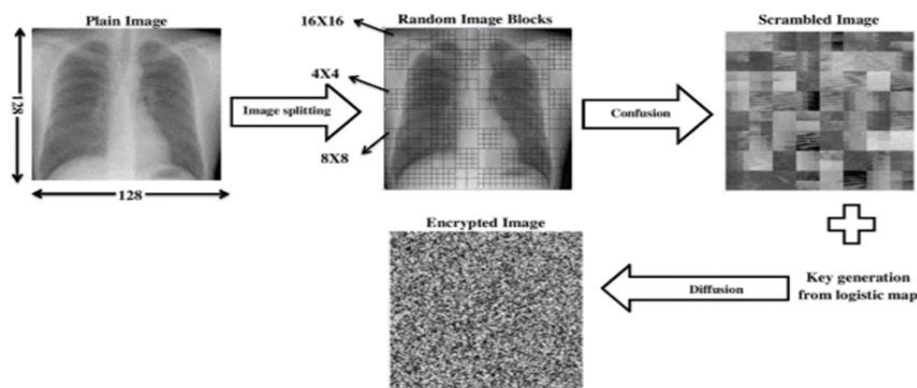 Plain Image
Random Image Blocks
Scrambled Image
16X16
4X4
8X8
128
128
Image splitting
Confusion
Encrypted Image
Diffusion
Key generation
from logistic map